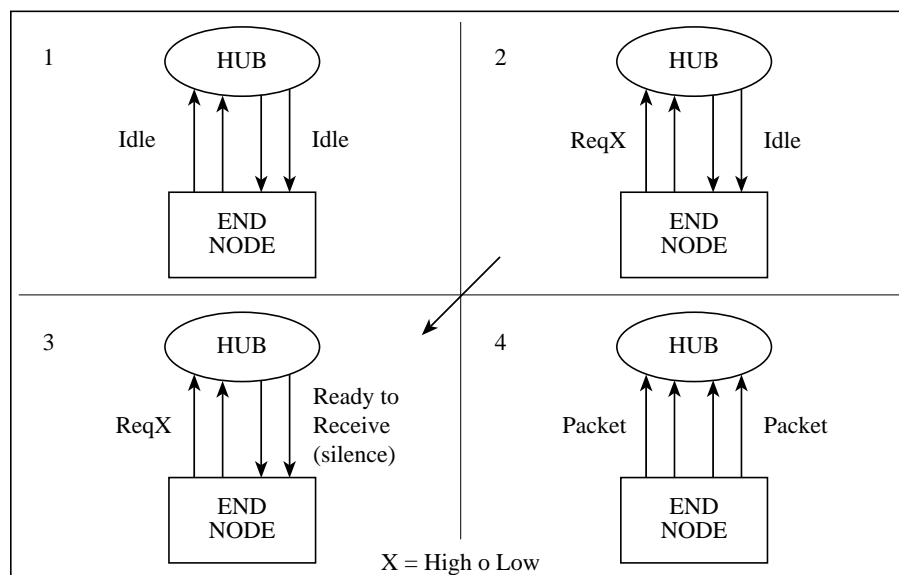 1
HUB
Idle
Idle
END
NODE
2
HUB
ReqX
Idle
END
NODE
3
HUB
ReqX
Ready to
Receive
(silence)
END
NODE
4
HUB
Packet
Packet
END
NODE
X = High o Low